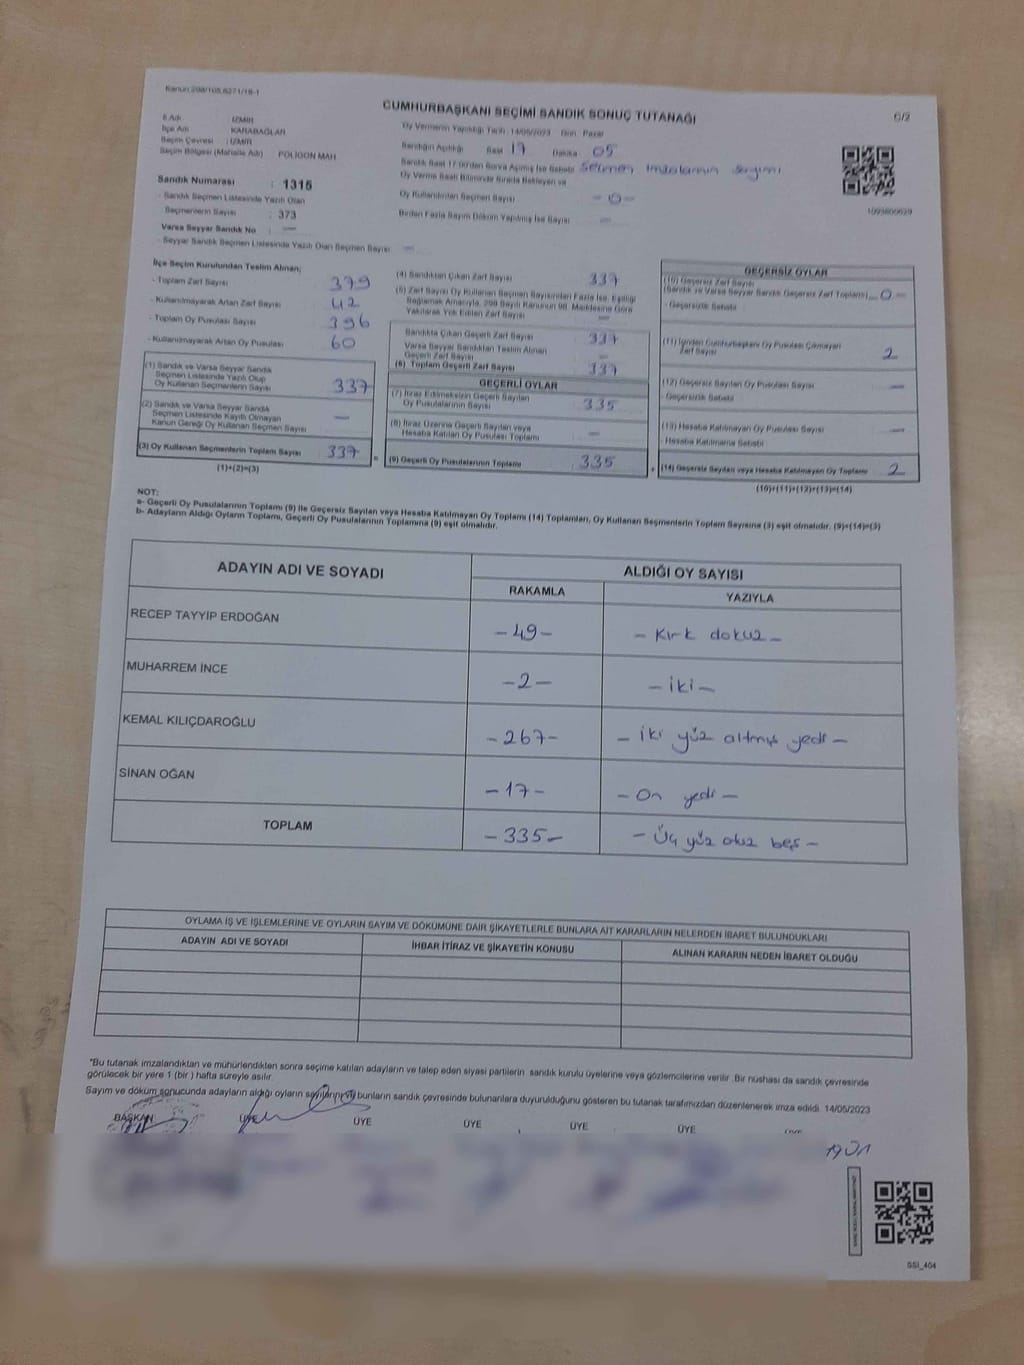 Kanun:298/105,6271/18-1
CUMHURBAŞKANI SEÇİMİ SANDIK SONUÇ TUTANAĞI
C/2
İl Adı : İZMİR
İlçe Adı : KARABAĞLAR
Seçim Çevresi : İZMİR
Seçim Bölgesi (Mahalle Adı) : POLİGON MAH.
Oy Vermenin Yapıldığı Tarih : 14/05/2023 Gün : Pazar
Sandığın Açıldığı Saat 17 Dakika 05
Sandık Saat 17:00'den Sonra Açılmış İse Sebebi : Seçmen imzalarının sayımı
Oy Verme Saati Bitiminde Sırada Bekleyen ve
Oy Kullandırılan Seçmen Sayısı -0-
Birden Fazla Sayım Döküm Yapılmış İse Sayısı —
Sandık Numarası : 1315
- Sandık Seçmen Listesinde Yazılı Olan
Seçmenlerin Sayısı : 373
Varsa Seyyar Sandık No : —
- Seyyar Sandık Seçmen Listesinde Yazılı Olan Seçmen Sayısı —
1093800629
İlçe Seçim Kurulundan Teslim Alınan;
- Toplam Zarf Sayısı 379
- Kullanılmayarak Artan Zarf Sayısı 42
- Toplam Oy Pusulası Sayısı 396
- Kullanılmayarak Artan Oy Pusulası 60
(1) Sandık ve Varsa Seyyar Sandık
Seçmen Listesinde Yazılı Olup
Oy Kullanan Seçmenlerin Sayısı 337
(2) Sandık ve Varsa Seyyar Sandık
Seçmen Listesinde Kayıtlı Olmayan
Kanun Gereği Oy Kullanan Seçmen Sayısı —
(3) Oy Kullanan Seçmenlerin Toplam Sayısı 337
(1)+(2)=(3)
(4) Sandıktan Çıkan Zarf Sayısı 337
(5) Zarf Sayısı Oy Kullanan Seçmen Sayısından Fazla İse, Eşitliği
Sağlamak Amacıyla, 298 Sayılı Kanunun 98. Maddesine Göre
Yakılarak Yok Edilen Zarf Sayısı —
Sandıkta Çıkan Geçerli Zarf Sayısı 337
Varsa Seyyar Sandıktan Teslim Alınan
Geçerli Zarf Sayısı —
(6) Toplam Geçerli Zarf Sayısı 337
GEÇERLİ OYLAR
(7) İtiraz Edilmeksizin Geçerli Sayılan
Oy Pusulalarının Sayısı 335
(8) İtiraz Üzerine Geçerli Sayılan veya
Hesaba Katılan Oy Pusulası Toplamı —
(9) Geçerli Oy Pusulalarının Toplamı 335
GEÇERSİZ OYLAR
(10) Geçersiz Zarf Sayısı
(Sandık ve Varsa Seyyar Sandık Geçersiz Zarf Toplamı) -0-
- Geçersizlik Sebebi
(11) İçinden Cumhurbaşkanı Oy Pusulası Çıkmayan
Zarf Sayısı 2
(12) Geçersiz Sayılan Oy Pusulası Sayısı —
- Geçersizlik Sebebi
(13) Hesaba Katılmayan Oy Pusulası Sayısı —
Hesaba Katılmama Sebebi
(14) Geçersiz Sayılan veya Hesaba Katılmayan Oy Toplamı 2
(10)+(11)+(12)+(13)=(14)
NOT:
a- Geçerli Oy Pusulalarının Toplamı (9) ile Geçersiz Sayılan veya Hesaba Katılmayan Oy Toplamı (14) Toplamları, Oy Kullanan Seçmenlerin Toplam Sayısına (3) eşit olmalıdır. (9)+(14)=(3)
b- Adayların Aldığı Oyların Toplamı, Geçerli Oy Pusulalarının Toplamına (9) eşit olmalıdır.
ADAYIN ADI VE SOYADI ALDIĞI OY SAYISI
RAKAMLA YAZIYLA
RECEP TAYYİP ERDOĞAN -49- - Kırk dokuz -
MUHARREM İNCE -2- - İki -
KEMAL KILIÇDAROĞLU -267- - İki yüz altmış yedi -
SİNAN OĞAN -17- - On yedi -
TOPLAM -335- - Üç yüz otuz beş -
OYLAMA İŞ VE İŞLEMLERİNE VE OYLARIN SAYIM VE DÖKÜMÜNE DAİR ŞİKAYETLERLE BUNLARA AİT KARARLARIN NELERDEN İBARET BULUNDUKLARI
ADAYIN ADI VE SOYADI İHBAR İTİRAZ VE ŞİKAYETİN KONUSU ALINAN KARARIN NEDEN İBARET OLDUĞU
*Bu tutanak imzalandıktan ve mühürlendikten sonra seçime katılan adayların ve talep eden siyasi partilerin sandık kurulu üyelerine veya gözlemcilerine verilir. Bir nüshası da sandık çevresinde
görülecek bir yere 1 (bir) hafta süreyle asılır.
Sayım ve döküm sonucunda adayların aldığı oyların sayılarını ve bunların sandık çevresinde bulunanlara duyurulduğunu gösteren bu tutanak tarafımızdan düzenlenerek imza edildi. 14/05/2023
BAŞKAN ÜYE ÜYE ÜYE ÜYE ÜYE
SSI_404